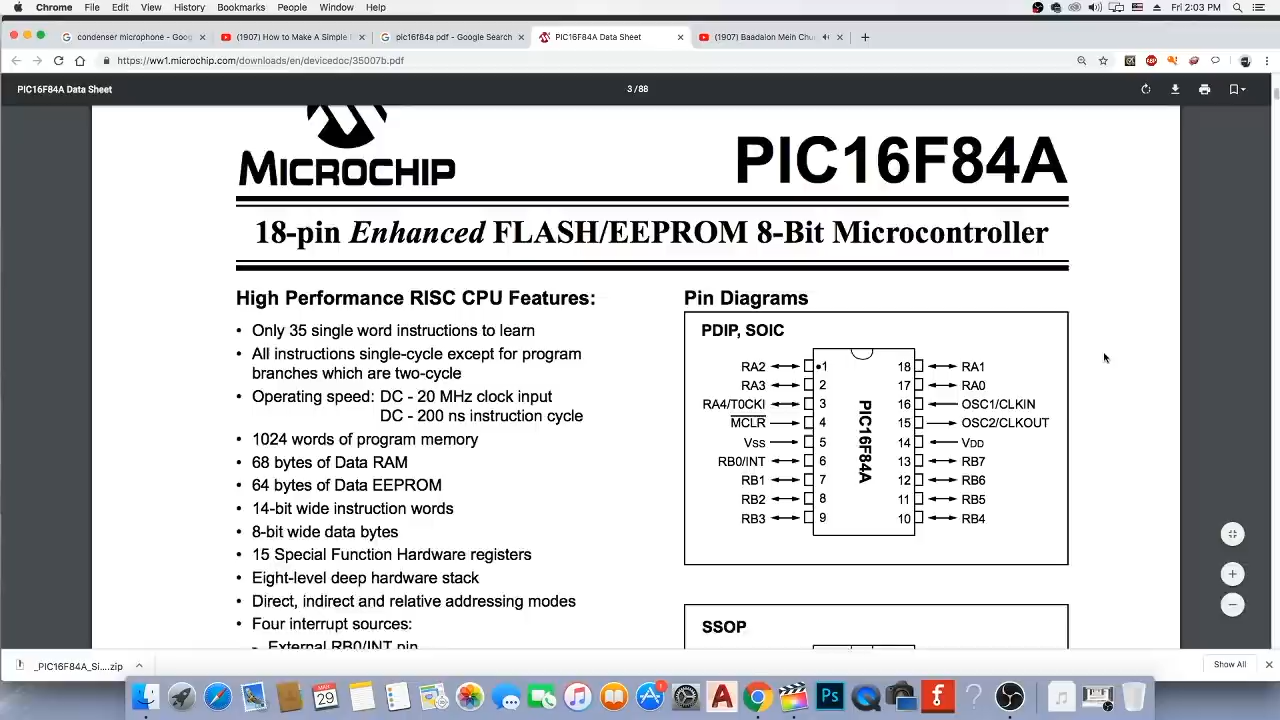 Chrome File Edit View History Bookmarks People Window Help Fri 2:03 PM
condenser microphone - Goog
(1907) How to Make A Simple
pic16f84a pdf - Google Search
PIC16F84A Data Sheet
(1907) Baadalon Mein Chu
https://ww1.microchip.com/downloads/en/devicedoc/35007b.pdf
PIC16F84A Data Sheet 3 / 88
MICROCHIP
PIC16F84A
18-pin Enhanced FLASH/EEPROM 8-Bit Microcontroller
High Performance RISC CPU Features:
• Only 35 single word instructions to learn
• All instructions single-cycle except for program
branches which are two-cycle
• Operating speed: DC - 20 MHz clock input
DC - 200 ns instruction cycle
• 1024 words of program memory
• 68 bytes of Data RAM
• 64 bytes of Data EEPROM
• 14-bit wide instruction words
• 8-bit wide data bytes
• 15 Special Function Hardware registers
• Eight-level deep hardware stack
• Direct, indirect and relative addressing modes
• Four interrupt sources:
- External RB0/INT pin
Pin Diagrams
PDIP, SOIC
RA2 1 18 RA1
RA3 2 17 RA0
RA4/T0CKI 3 16 OSC1/CLKIN
MCLR 4 15 OSC2/CLKOUT
VSS 5 14 VDD
RB0/INT 6 13 RB7
RB1 7 12 RB6
RB2 8 11 RB5
RB3 9 10 RB4
PIC16F84A
SSOP
_PIC16F84A_Si....zip
Show All
29
Ps